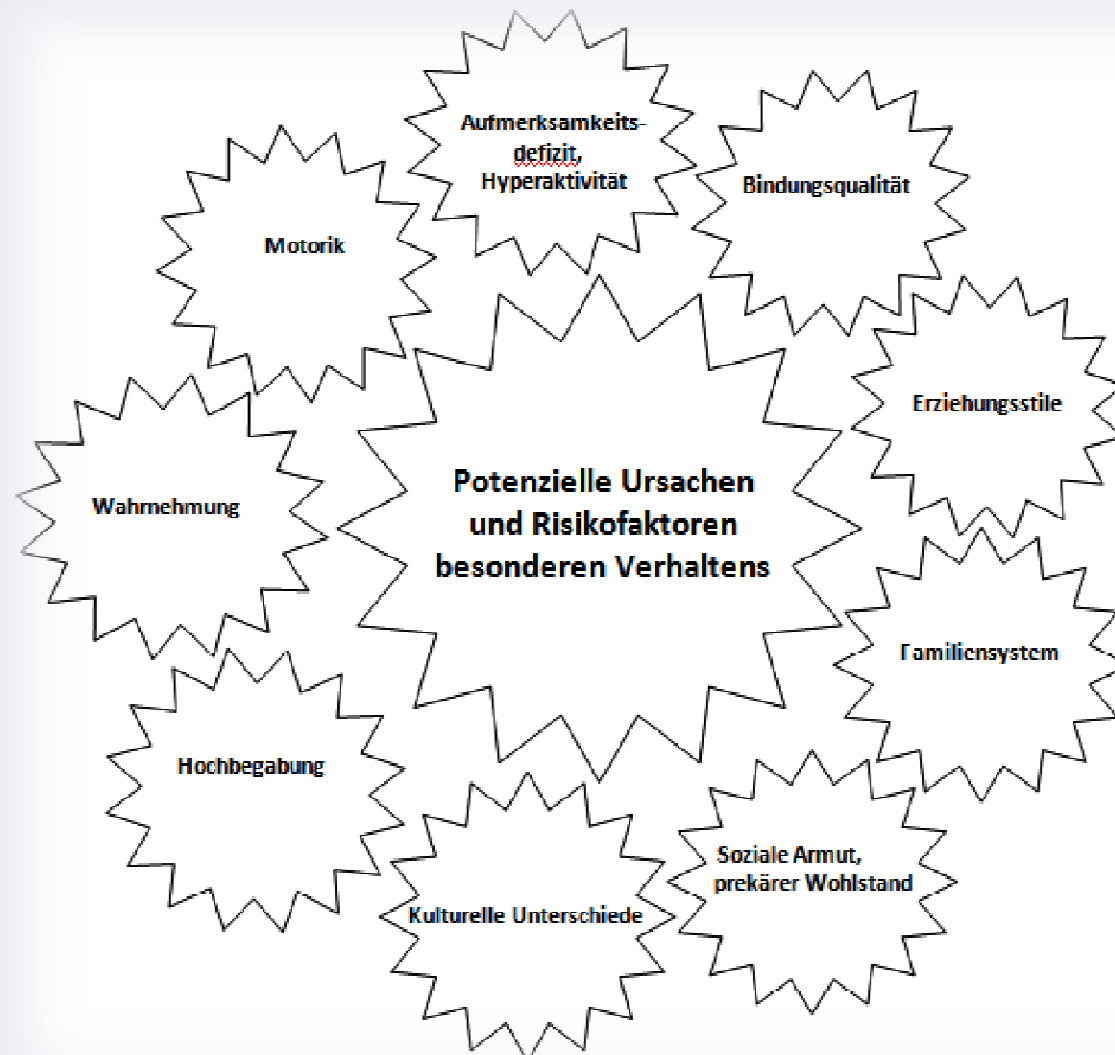 Aufmerksamkeits-
defizit,
Hyperaktivität
Bindungsqualität
Motorik
Erziehungsstile
Potenzielle Ursachen
und Risikofaktoren
besonderen Verhaltens
Wahrnehmung
Familiensystem
Hochbegabung
Soziale Armut,
prekärer Wohlstand
Kulturelle Unterschiede